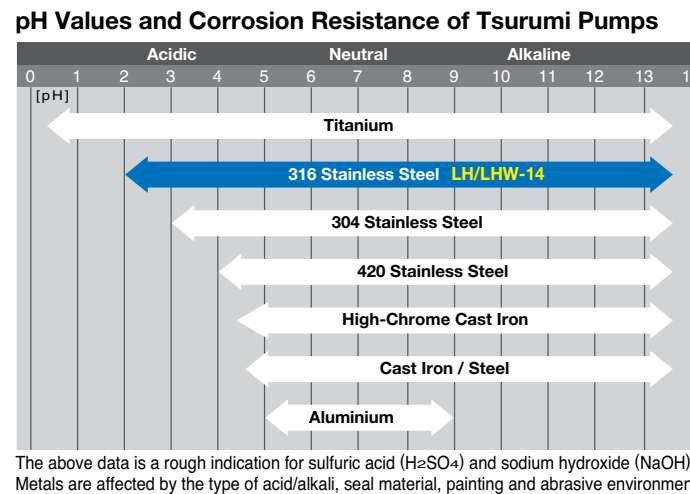 pH Values and Corrosion Resistance of Tsurumi Pumps
Acidic Neutral Alkaline
0 1 2 3 4 5 6 7 8 9 10 11 12 13
[pH]
Titanium
316 Stainless Steel LH/LHW-14
304 Stainless Steel
420 Stainless Steel
High-Chrome Cast Iron
Cast Iron / Steel
Aluminium
The above data is a rough indication for sulfuric acid (H2SO4) and sodium hydroxide (NaOH)
Metals are affected by the type of acid/alkali, seal material, painting and abrasive